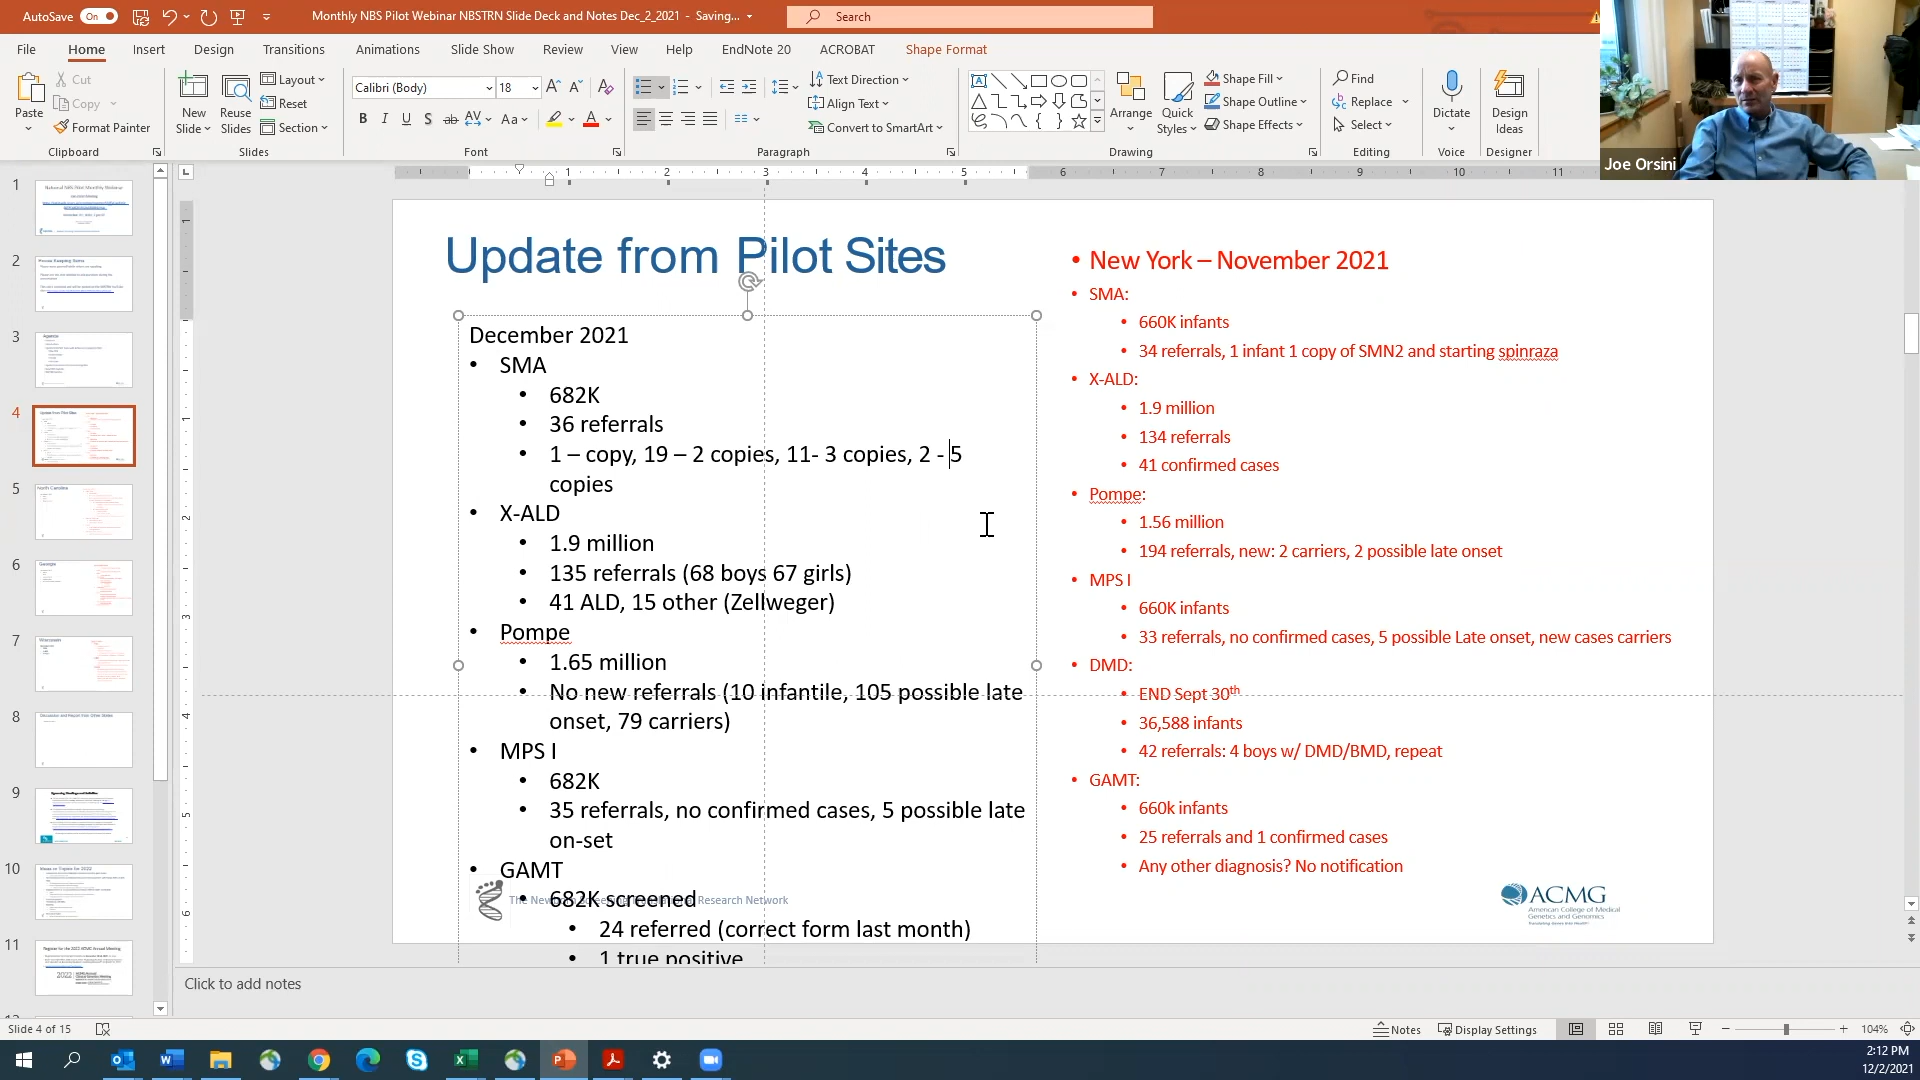 AutoSave On Monthly NBS Pilot Webinar NBSTRN Slide Deck and Notes Dec_2_2021 - Saving... Search
File Home Insert Design Transitions Animations Slide Show Review View Help EndNote 20 ACROBAT Shape Format
Paste Cut Copy Format Painter
Clipboard
New Slide Reuse Slides Layout Reset Section
Slides
Calibri (Body) 18
Font
Text Direction Align Text Convert to SmartArt
Paragraph
Arrange Quick Styles Shape Fill Shape Outline Shape Effects
Drawing
Find Replace Select
Editing
Dictate
Voice
Design Ideas
Designer
Joe Orsini
Update from Pilot Sites
December 2021
• SMA
• 682K
• 36 referrals
• 1 – copy, 19 – 2 copies, 11- 3 copies, 2 - 5
copies
• X-ALD
• 1.9 million
• 135 referrals (68 boys 67 girls)
• 41 ALD, 15 other (Zellweger)
• Pompe
• 1.65 million
• No new referrals (10 infantile, 105 possible late
onset, 79 carriers)
• MPS I
• 682K
• 35 referrals, no confirmed cases, 5 possible late
on-set
• GAMT
• 682K screened
• 24 referred (correct form last month)
• 1 true positive
• New York – November 2021
• SMA:
• 660K infants
• 34 referrals, 1 infant 1 copy of SMN2 and starting spinraza
• X-ALD:
• 1.9 million
• 134 referrals
• 41 confirmed cases
• Pompe:
• 1.56 million
• 194 referrals, new: 2 carriers, 2 possible late onset
• MPS I
• 660K infants
• 33 referrals, no confirmed cases, 5 possible Late onset, new cases carriers
• DMD:
• END Sept 30th
• 36,588 infants
• 42 referrals: 4 boys w/ DMD/BMD, repeat
• GAMT:
• 660k infants
• 25 referrals and 1 confirmed cases
• Any other diagnosis? No notification
Research Network
ACMG
American College of Medical
Genetics and Genomics
Click to add notes
Slide 4 of 15 Notes Display Settings 104%
2:12 PM
12/2/2021